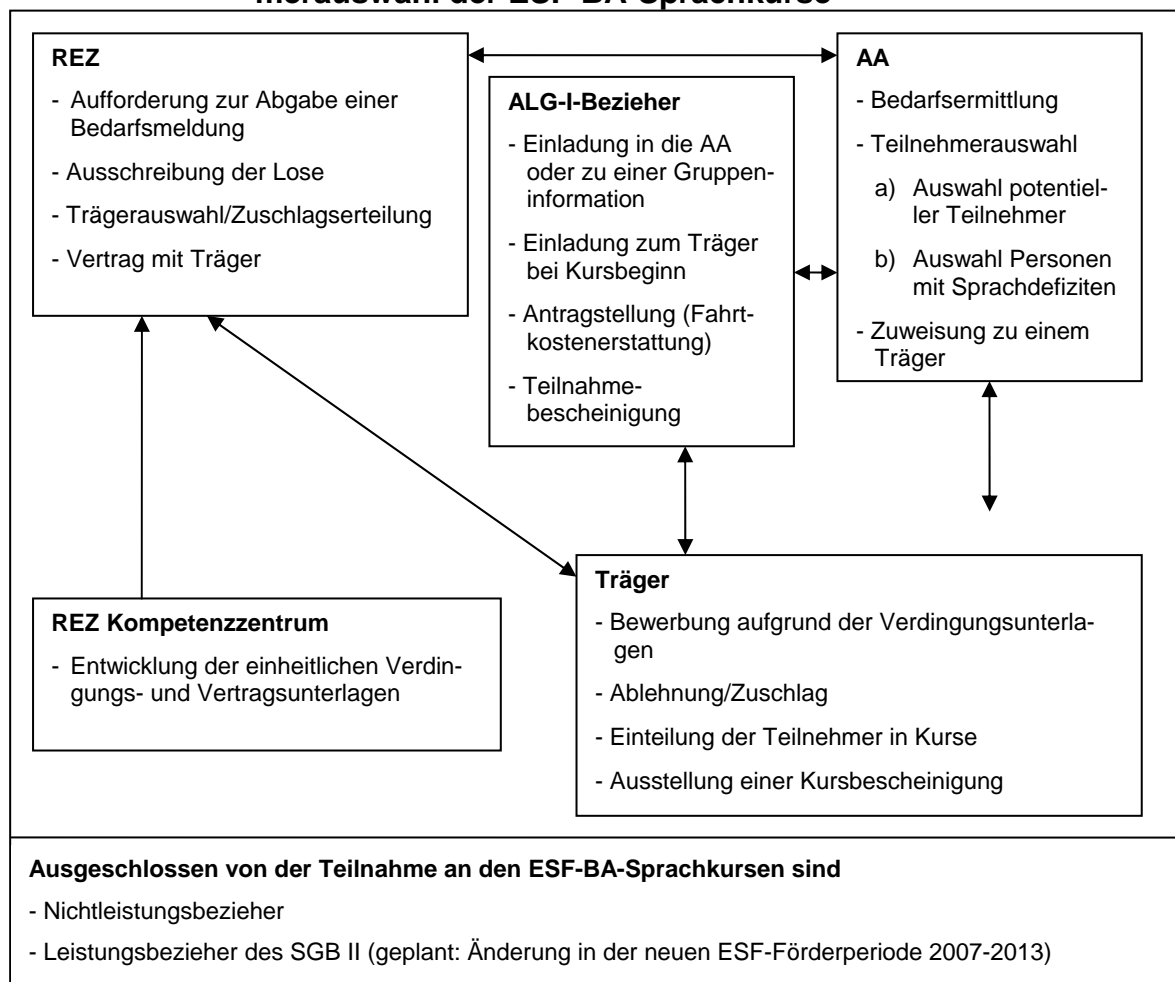 merauswahl der ESF-BA-Sprachkurse
REZ
- Aufforderung zur Abgabe einer
Bedarfsmeldung
- Ausschreibung der Lose
- Trägerauswahl/Zuschlagserteilung
- Vertrag mit Träger
ALG-I-Bezieher
- Einladung in die AA
oder zu einer Gruppen-
information
- Einladung zum Träger
bei Kursbeginn
- Antragstellung (Fahrt-
kostenerstattung)
- Teilnahme-
bescheinigung
AA
- Bedarfsermittlung
- Teilnehmerauswahl
a) Auswahl potentiel-
ler Teilnehmer
b) Auswahl Personen
mit Sprachdefiziten
- Zuweisung zu einem
Träger
REZ Kompetenzzentrum
- Entwicklung der einheitlichen Verdin-
gungs- und Vertragsunterlagen
Träger
- Bewerbung aufgrund der Verdingungsunterla-
gen
- Ablehnung/Zuschlag
- Einteilung der Teilnehmer in Kurse
- Ausstellung einer Kursbescheinigung
Ausgeschlossen von der Teilnahme an den ESF-BA-Sprachkursen sind
- Nichtleistungsbezieher
- Leistungsbezieher des SGB II (geplant: Änderung in der neuen ESF-Förderperiode 2007-2013)